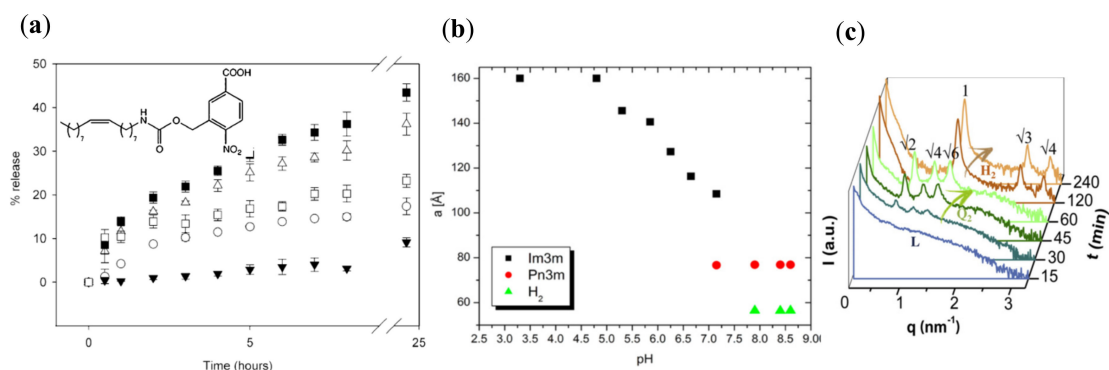 (a)
50
40
30
20
10
0
% release
0
5
25
Time (hours)
COOH
H
N
O
O
NO₂
7
7
(b)
160
140
120
100
80
60
a [Å]
Im3m
Pn3m
H₂
2.5 3.0 3.5 4.0 4.5 5.0 5.5 6.0 6.5 7.0 7.5 8.0 8.5 9.0
pH
(c)
1
√3
√4
√2
√4
√6
H₂
Q₂
L
240
120
60
45
30
15
t (min)
I (a.u.)
0 1 2 3
q (nm⁻¹)